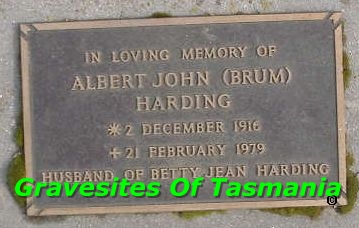 IN LOVING MEMORY OF
ALBERT JOHN (BRUM)
HARDING
*2 DECEMBER 1916
+21 FEBRUARY 1979
HUSBAND OF BETTY JEAN HARDING
Gravesites Of Tasmania